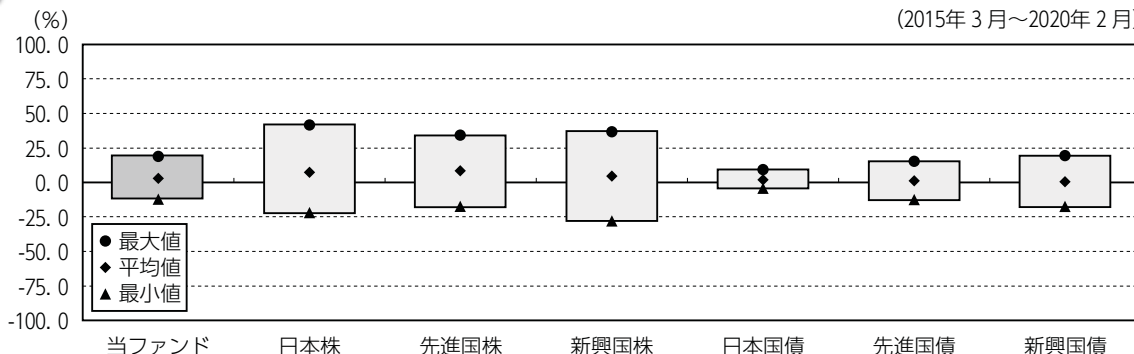 (%)
(2015年3月～2020年2月)
100.0
75.0
50.0
25.0
0.0
-25.0
-50.0
-75.0
-100.0
● 最大値
◆ 平均値
▲ 最小値
当ファンド 日本株 先進国株 新興国株 日本国債 先進国債 新興国債